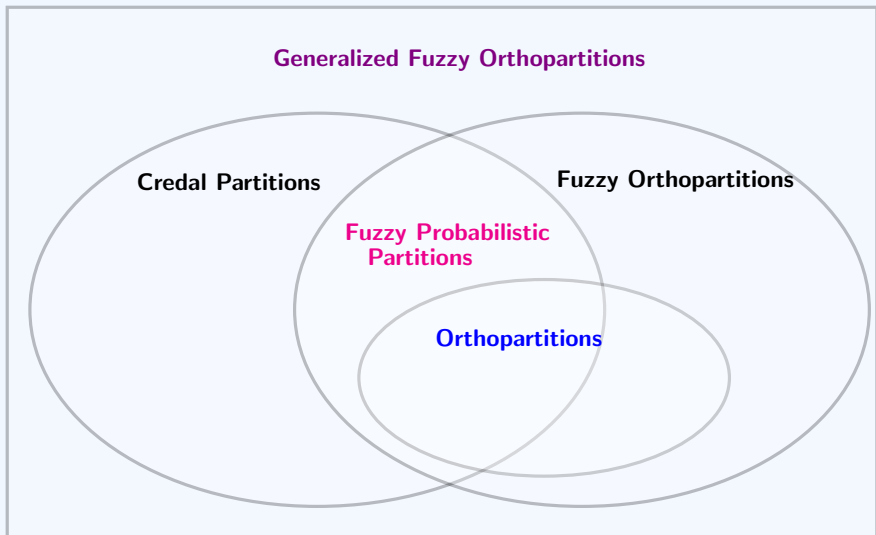 Generalized Fuzzy Orthopartitions
Credal Partitions
Fuzzy Orthopartitions
Fuzzy Probabilistic
Partitions
Orthopartitions